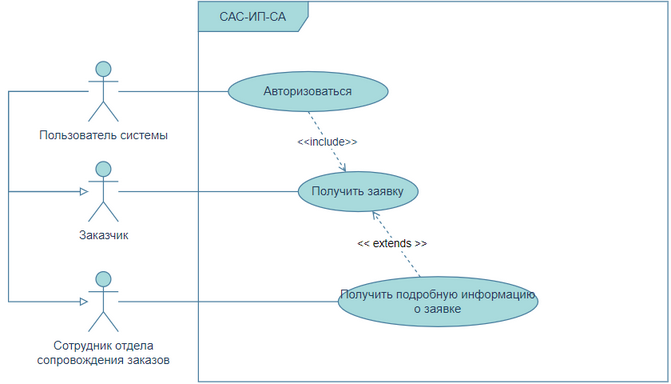 САС-ИП-СА
Авторизоваться
Пользователь системы
<<include>>
Получить заявку
Заказчик
<< extends >>
Получить подробную информацию
о заявке
Сотрудник отдела
сопровождения заказов